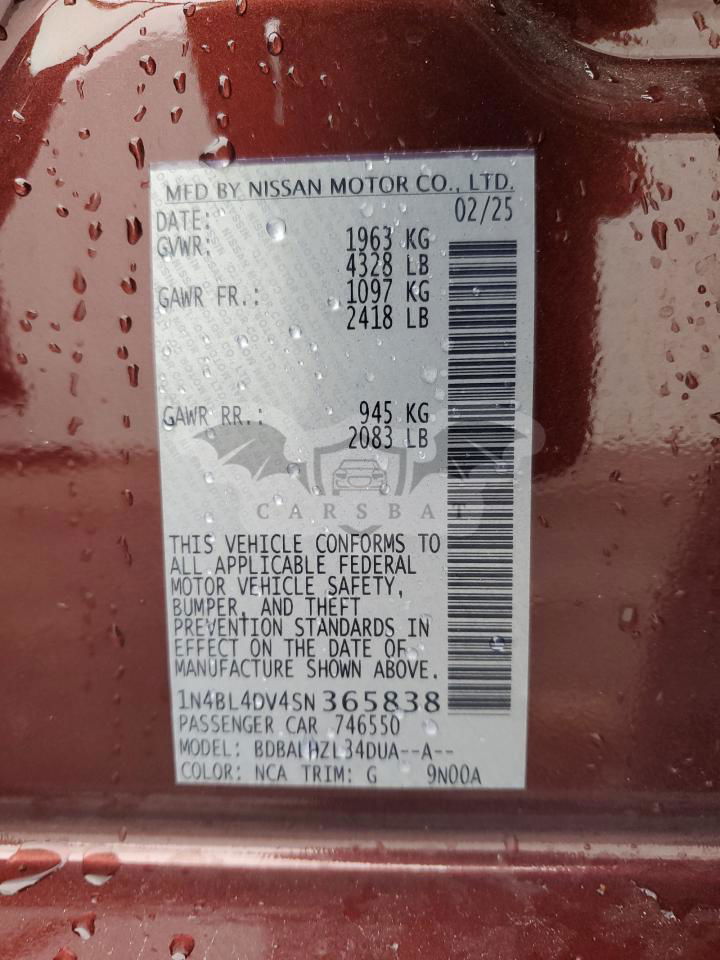 MFD BY NISSAN MOTOR CO., LTD.
DATE: 02/25
GVWR: 1963 KG
4328 LB
GAWR FR.: 1097 KG
2418 LB
GAWR RR.: 945 KG
2083 LB
CARSBAT
THIS VEHICLE CONFORMS TO
ALL APPLICABLE FEDERAL
MOTOR VEHICLE SAFETY,
BUMPER, AND THEFT
PREVENTION STANDARDS IN
EFFECT ON THE DATE OF
MANUFACTURE SHOWN ABOVE.
1N4BL4DV4SN 365838
PASSENGER CAR 746550
MODEL: BDBALHZL34DUA--A--
COLOR: NCA TRIM: G 9N00A